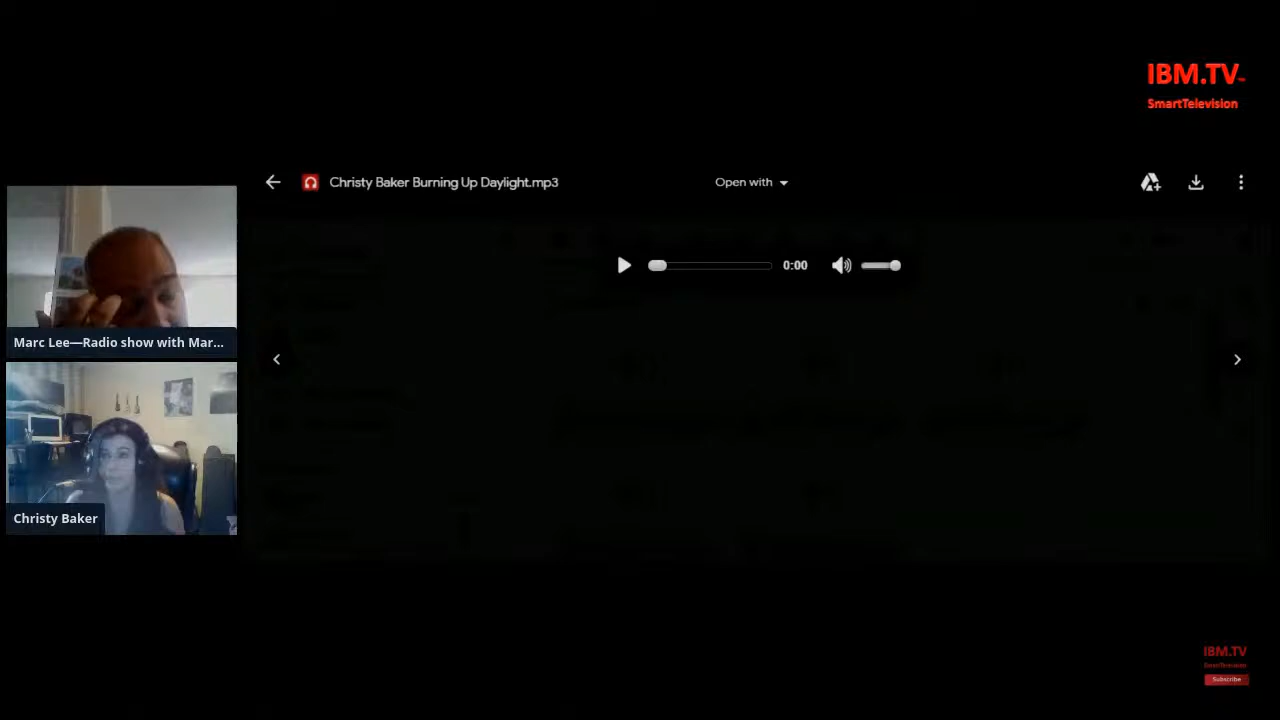 IBM.TV
SmartTelevision
Christy Baker Burning Up Daylight.mp3
Open with
0:00
Marc Lee—Radio show with Mar...
Christy Baker
IBM.TV
SmartTelevision
Subscribe